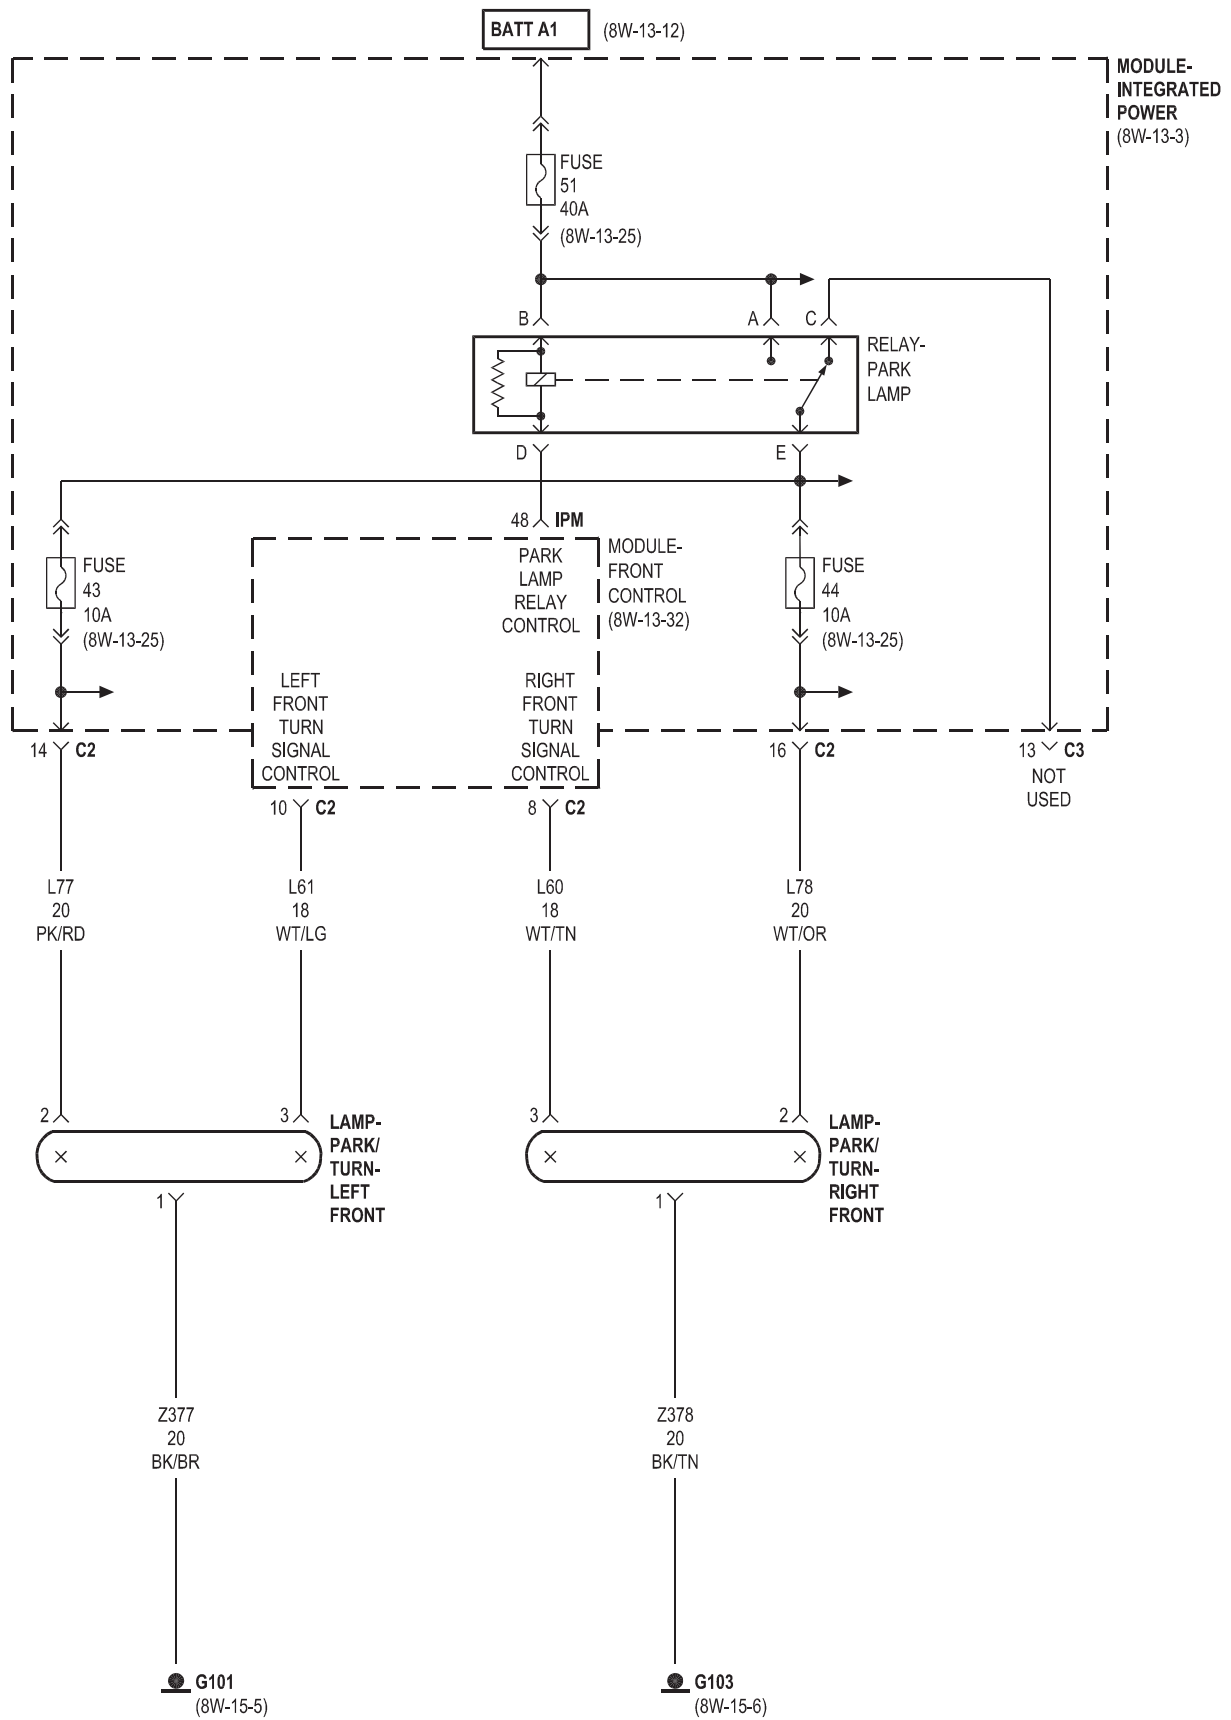 BATT A1 (8W-13-12)
MODULE-
INTEGRATED
POWER
(8W-13-3)
FUSE
51
40A
(8W-13-25)
B
A
C
RELAY-
PARK
LAMP
D
E
48 IPM
FUSE
43
10A
(8W-13-25)
PARK
LAMP
RELAY
CONTROL
MODULE-
FRONT
CONTROL
(8W-13-32)
FUSE
44
10A
(8W-13-25)
LEFT
FRONT
TURN
SIGNAL
CONTROL
RIGHT
FRONT
TURN
SIGNAL
CONTROL
14 C2
16 C2
13 C3
NOT
USED
10 C2
8 C2
L77
20
PK/RD
L61
18
WT/LG
L60
18
WT/TN
L78
20
WT/OR
2
3
LAMP-
PARK/
TURN-
LEFT
FRONT
3
2
LAMP-
PARK/
TURN-
RIGHT
FRONT
1
1
Z377
20
BK/BR
Z378
20
BK/TN
G101
(8W-15-5)
G103
(8W-15-6)